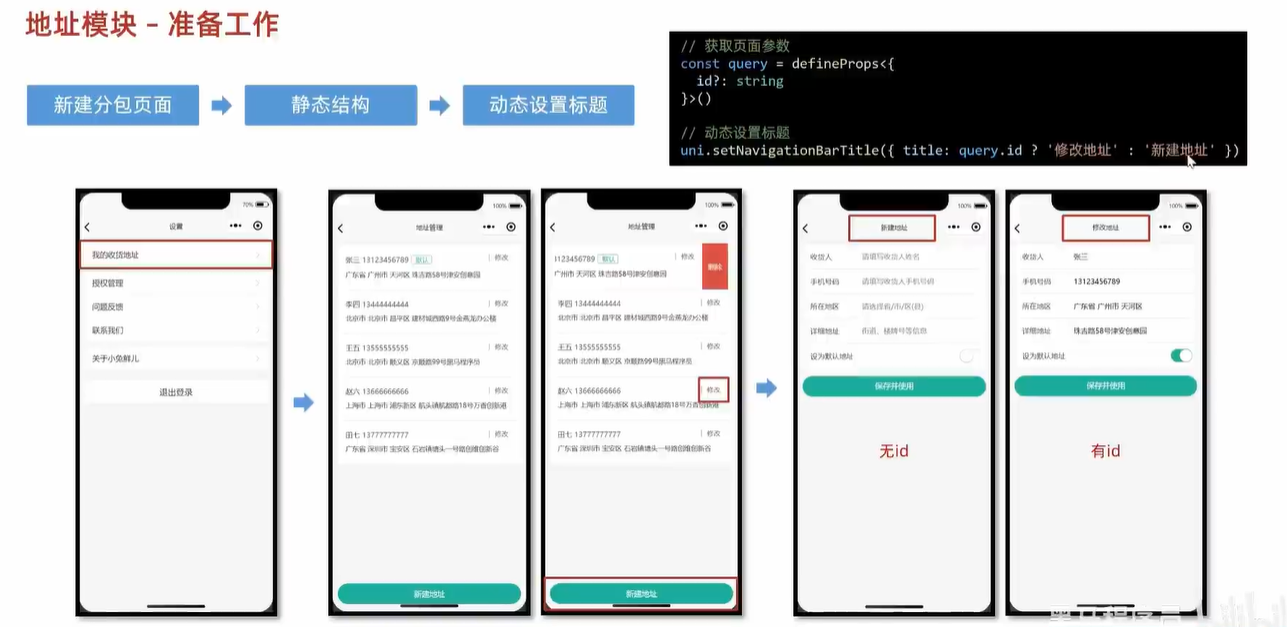 地址模块 – 准备工作
新建分包页面
静态结构
动态设置标题
// 获取页面参数
const query = defineProps<{
id?: string
}>()
// 动态设置标题
uni.setNavigationBarTitle({ title: query.id ? '修改地址' : '新建地址' })
70%
设置
我的收货地址
授权管理
问题反馈
联系我们
关于小兔鲜儿
退出登录
100%
地址管理
张三 13123456789 默认 修改
广东省 广州市 天河区 珠吉路58号津安创意园
李四 13444444444 修改
北京市 北京市 昌平区 建材城西路9号金燕龙办公楼
王五 13555555555 修改
北京市 北京市 顺义区 京顺路99号黑马程序员
赵六 13666666666 修改
上海市 上海市 浦东新区 航头镇航都路18号万香创新港
田七 13777777777 修改
广东省 深圳市 宝安区 石岩镇塘头一号路创维创新谷
新建地址
100%
地址管理
123456789 默认 修改
广州市 天河区 珠吉路58号津安创意园
删除
李四 13444444444 修改
北京市 北京市 昌平区 建材城西路9号金燕龙办公楼
王五 13555555555 修改
北京市 北京市 顺义区 京顺路99号黑马程序员
赵六 13666666666 修改
上海市 上海市 浦东新区 航头镇航都路18号万香创新港
田七 13777777777 修改
广东省 深圳市 宝安区 石岩镇塘头一号路创维创新谷
新建地址
100%
新建地址
收货人 请填写收货人姓名
手机号码 请填写收货人手机号码
所在地区 请选择省/市/区(县)
详细地址 街道、楼牌号等信息
设为默认地址
保存并使用
无id
100%
修改地址
收货人 张三
手机号码 13123456789
所在地区 广东省 广州市 天河区
详细地址 珠吉路58号津安创意园
设为默认地址
保存并使用
有id
黑马程序员
bilibili